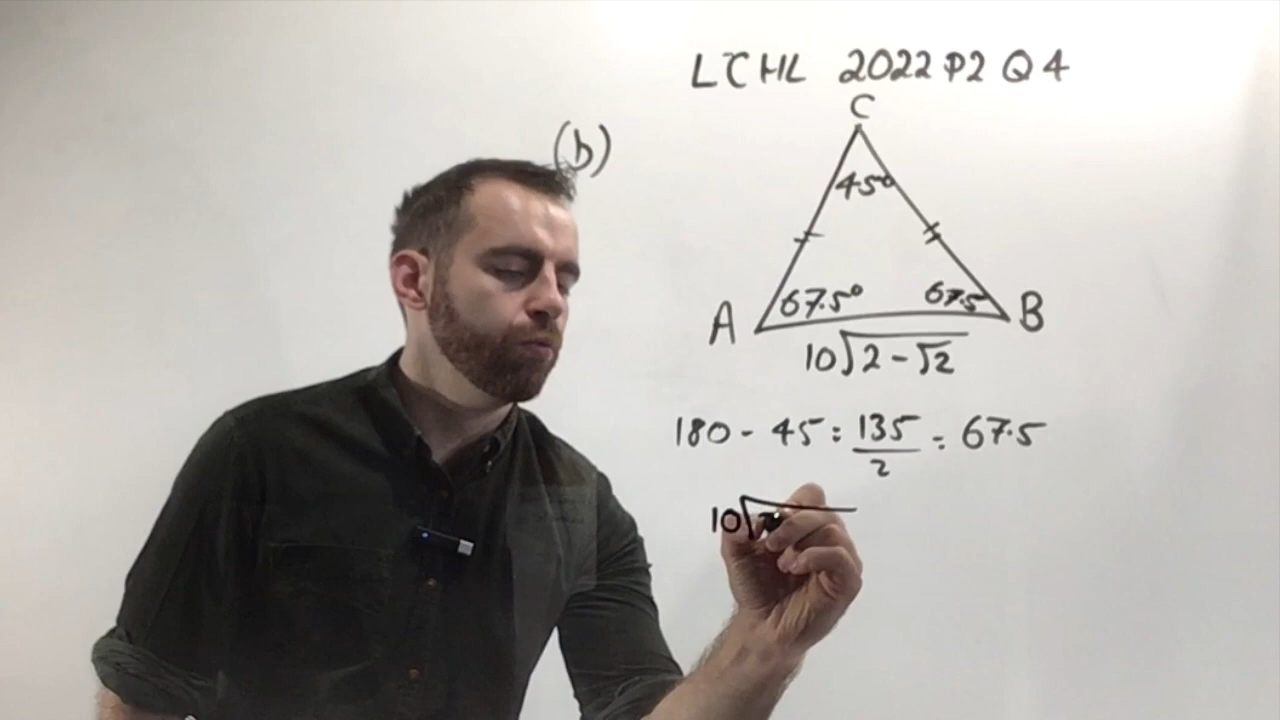 LCHL 2022 P2 Q4
(b)
C
45°
67.5° 67.5
A B
10√2-√2
180 - 45 = 135/2 = 67.5
10√